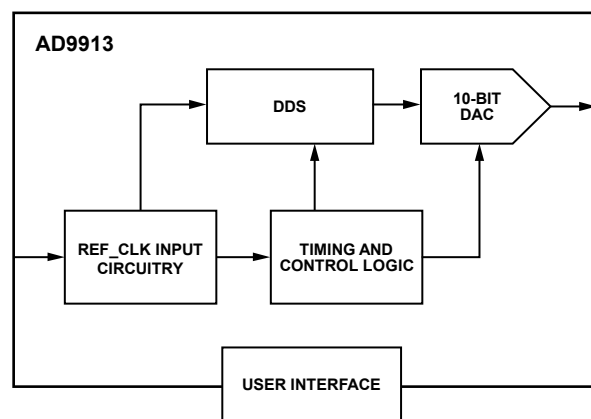 AD9913
DDS
10-BIT
DAC
REF_CLK INPUT
CIRCUITRY
TIMING AND
CONTROL LOGIC
USER INTERFACE